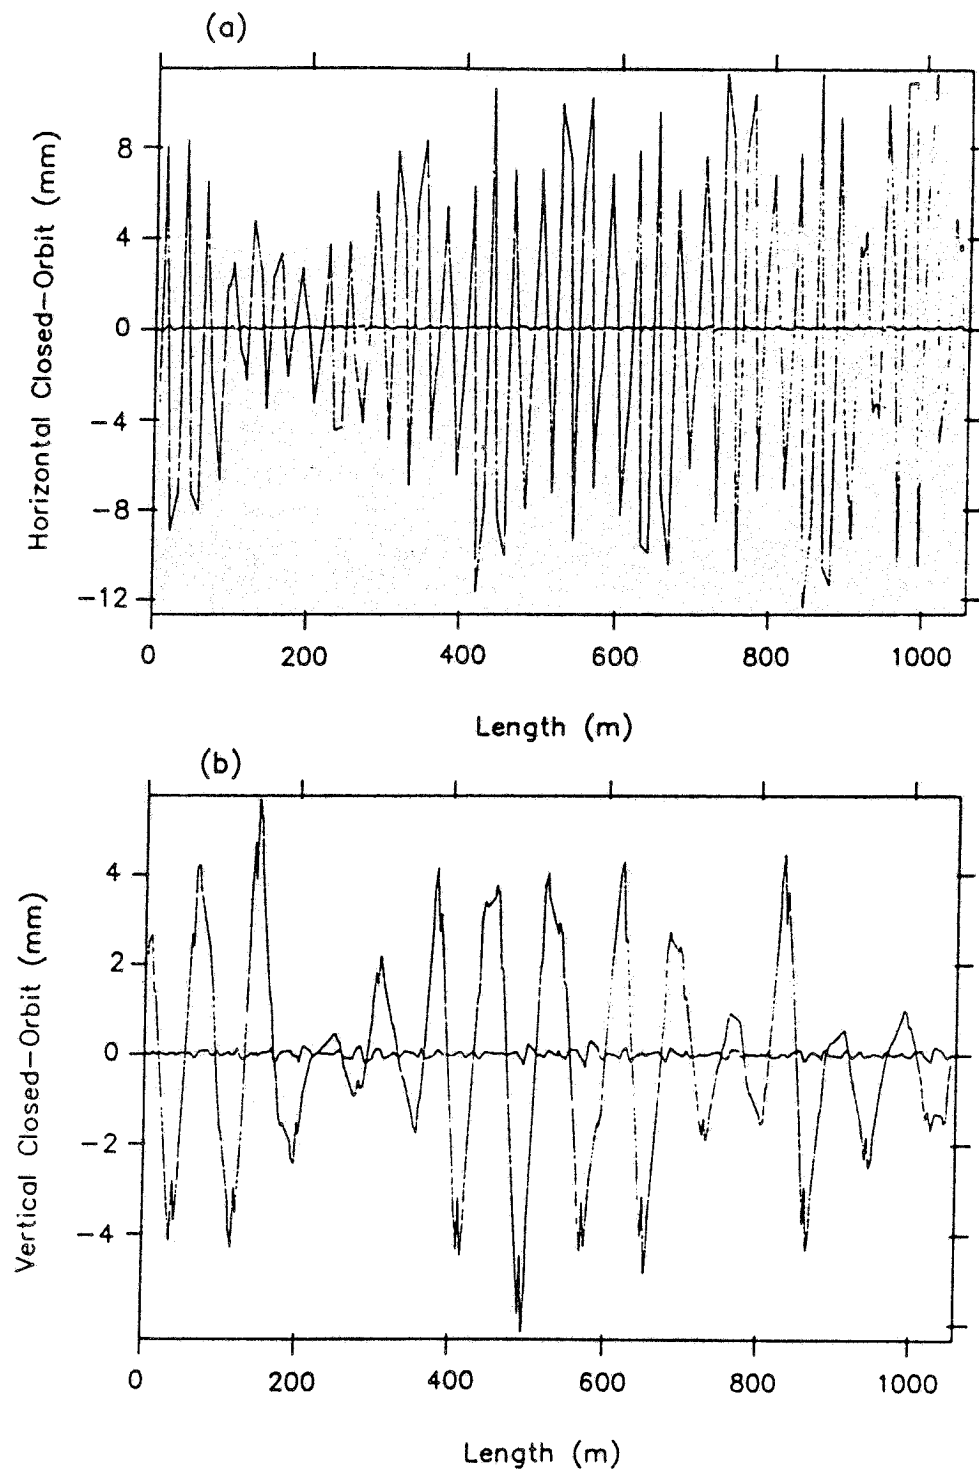 (a)
Horizontal Closed-Orbit (mm)
8
4
0
-4
-8
-12
0 200 400 600 800 1000
Length (m)
(b)
Vertical Closed-Orbit (mm)
4
2
0
-2
-4
0 200 400 600 800 1000
Length (m)